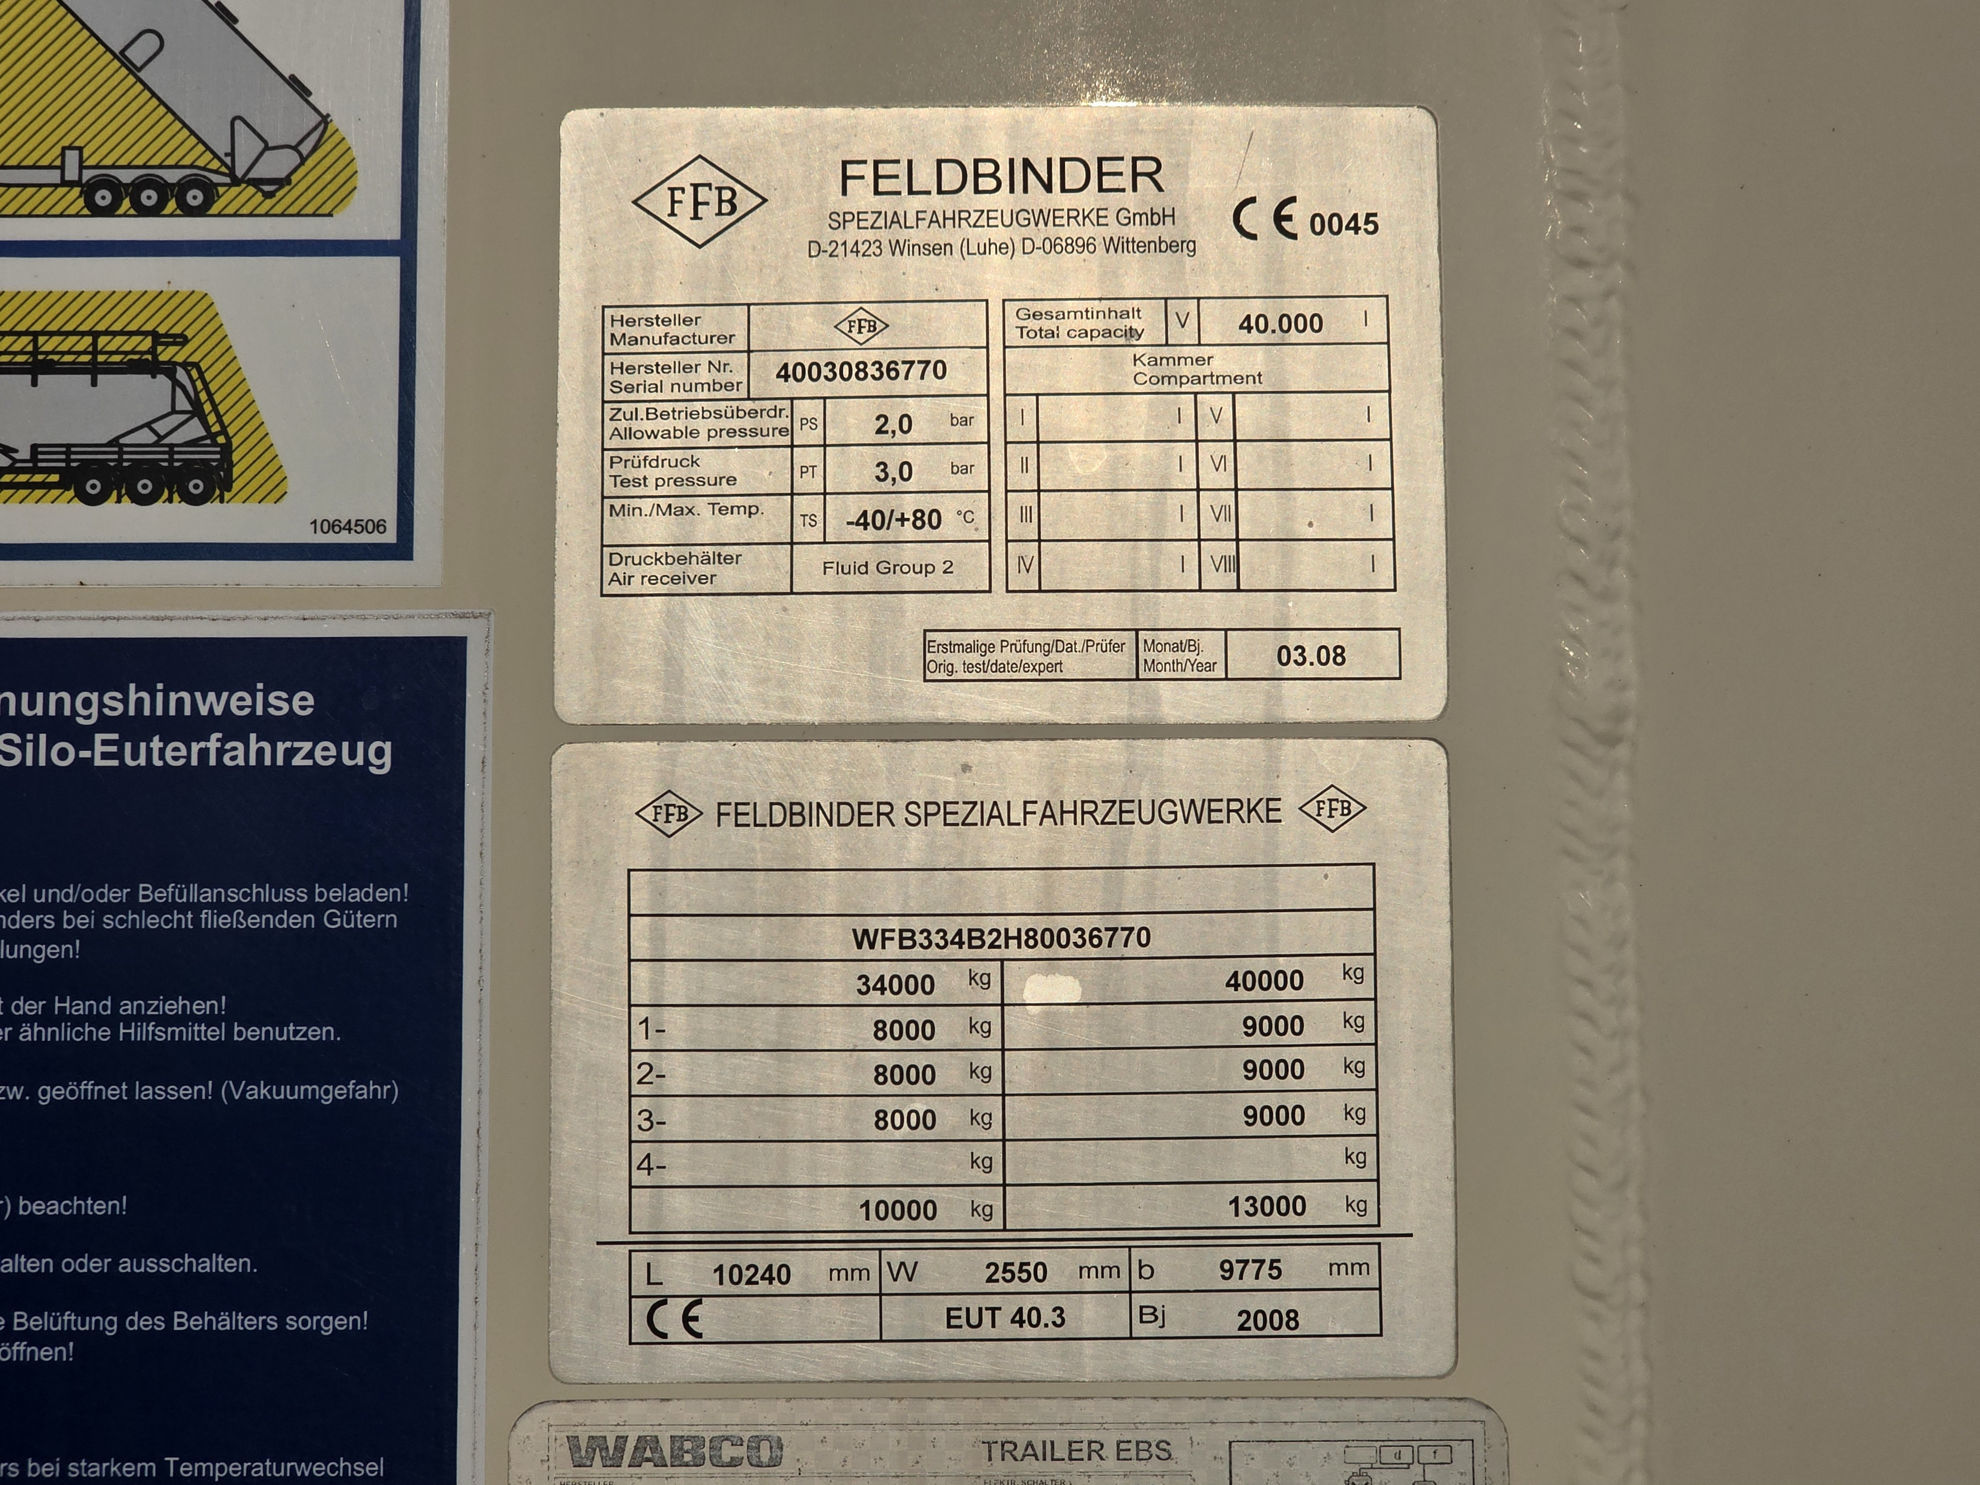 1064506
nungshinweise
Silo-Euterfahrzeug
kel und/oder Befüllanschluss beladen!
nders bei schlecht fließenden Gütern
lungen!
t der Hand anziehen!
er ähnliche Hilfsmittel benutzen.
zw. geöffnet lassen! (Vakuumgefahr)
r) beachten!
alten oder ausschalten.
e Belüftung des Behälters sorgen!
öffnen!
rs bei starkem Temperaturwechsel
FFB
FELDBINDER
SPEZIALFAHRZEUGWERKE GmbH
D-21423 Winsen (Luhe) D-06896 Wittenberg
CE 0045
Hersteller
Manufacturer
FFB
Hersteller Nr.
Serial number
40030836770
Zul.Betriebsüberdr.
Allowable pressure
PS 2,0 bar
Prüfdruck
Test pressure
PT 3,0 bar
Min./Max. Temp.
TS -40/+80 °C
Druckbehälter
Air receiver
Fluid Group 2
Gesamtinhalt
Total capacity
V 40.000 l
Kammer
Compartment
I l V l
II l VI l
III l VII l
IV l VIII l
Erstmalige Prüfung/Dat./Prüfer
Orig. test/date/expert
Monat/Bj.
Month/Year
03.08
FFB FELDBINDER SPEZIALFAHRZEUGWERKE FFB
WFB334B2H80036770
34000 kg 40000 kg
1- 8000 kg 9000 kg
2- 8000 kg 9000 kg
3- 8000 kg 9000 kg
4- kg kg
10000 kg 13000 kg
L 10240 mm W 2550 mm b 9775 mm
CE EUT 40.3 Bj 2008
WABCO TRAILER EBS
HERSTELLER
d f